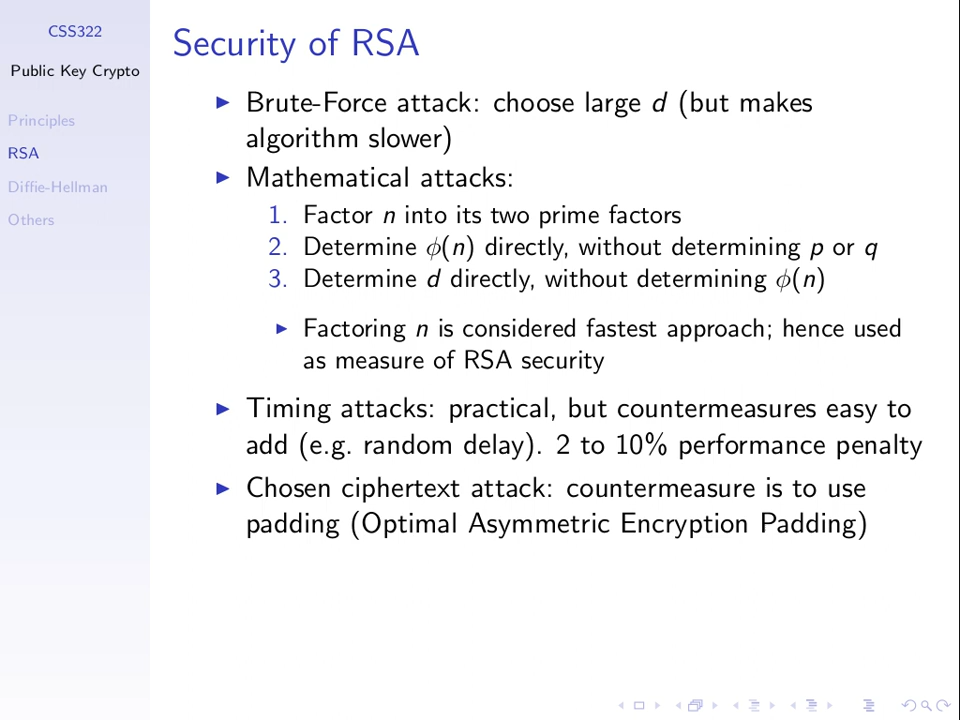 CSS322
Public Key Crypto
Principles
RSA
Diffie-Hellman
Others
Security of RSA
▶ Brute-Force attack: choose large d (but makes
algorithm slower)
▶ Mathematical attacks:
1. Factor n into its two prime factors
2. Determine ϕ(n) directly, without determining p or q
3. Determine d directly, without determining ϕ(n)
▶ Factoring n is considered fastest approach; hence used
as measure of RSA security
▶ Timing attacks: practical, but countermeasures easy to
add (e.g. random delay). 2 to 10% performance penalty
▶ Chosen ciphertext attack: countermeasure is to use
padding (Optimal Asymmetric Encryption Padding)